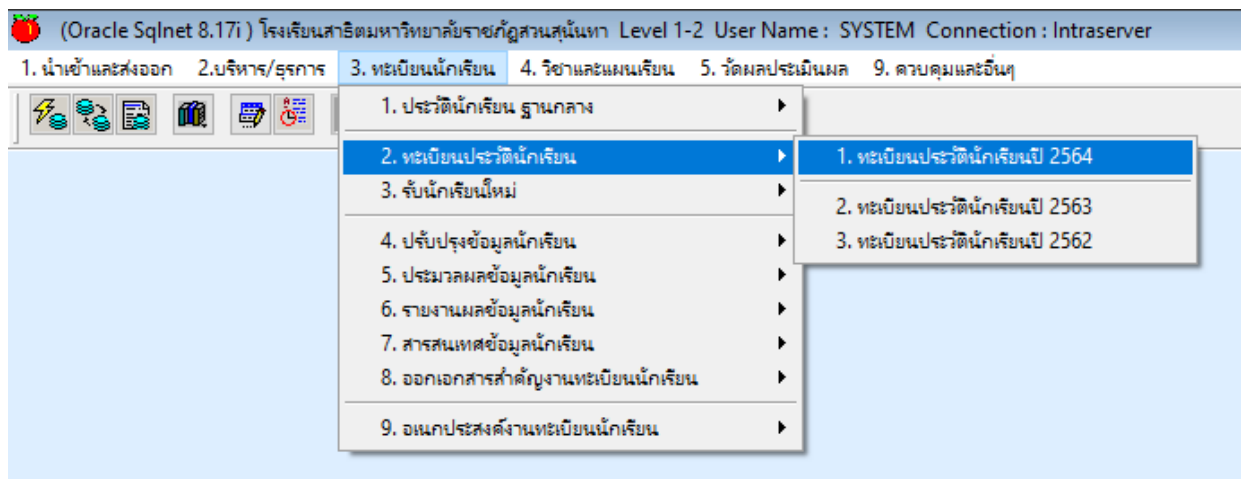 (Oracle Sqlnet 8.17i ) โรงเรียนสาธิตมหาวิทยาลัยราชภัฏสวนสุนันทา Level 1-2 User Name : SYSTEM Connection : Intraserver
1. นำเข้าและส่งออก 2.บริหาร/ธุรการ 3. ทะเบียนนักเรียน 4. วิชาและแผนเรียน 5. วัดผลประเมินผล 9. ควบคุมและอื่นๆ
1. ประวัตินักเรียน ฐานกลาง
2. ทะเบียนประวัตินักเรียน
1. ทะเบียนประวัตินักเรียนปี 2564
3. รับนักเรียนใหม่
2. ทะเบียนประวัตินักเรียนปี 2563
4. ปรับปรุงข้อมูลนักเรียน
3. ทะเบียนประวัตินักเรียนปี 2562
5. ประมวลผลข้อมูลนักเรียน
6. รายงานผลข้อมูลนักเรียน
7. สารสนเทศข้อมูลนักเรียน
8. ออกเอกสารสำคัญงานทะเบียนนักเรียน
9. อเนกประสงค์งานทะเบียนนักเรียน